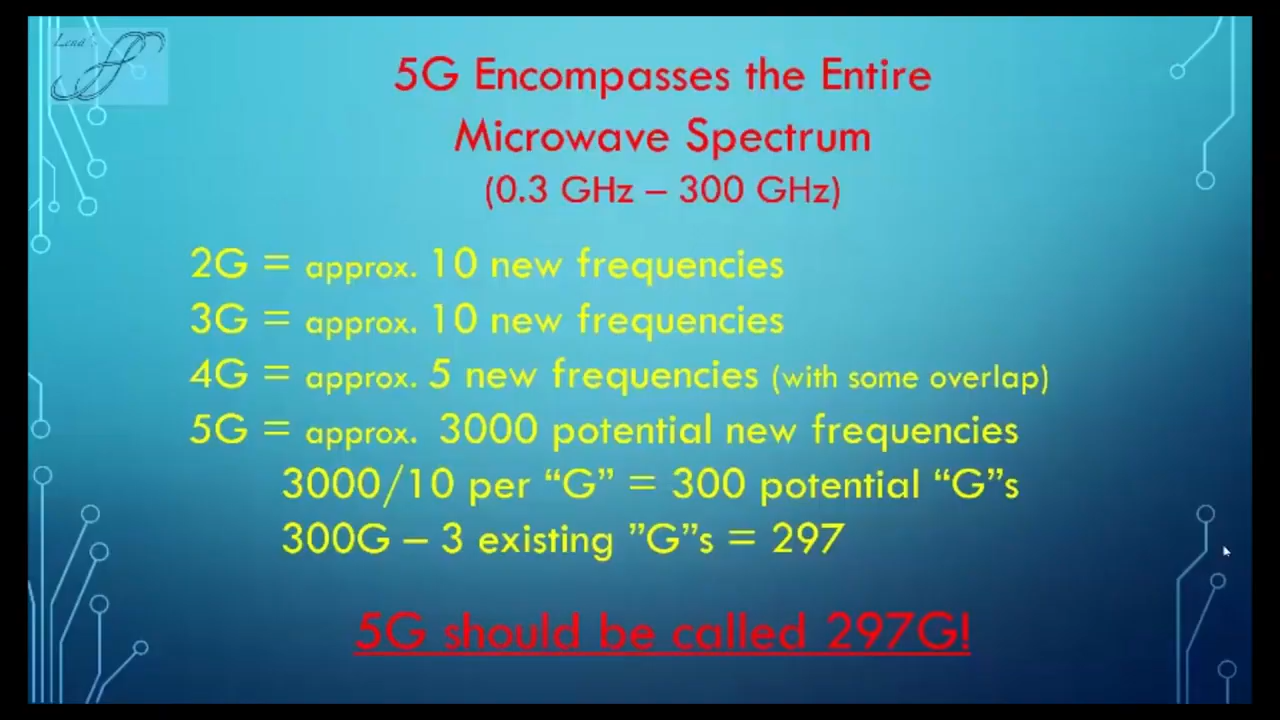 Lena's
5G Encompasses the Entire
Microwave Spectrum
(0.3 GHz – 300 GHz)
2G = approx. 10 new frequencies
3G = approx. 10 new frequencies
4G = approx. 5 new frequencies (with some overlap)
5G = approx. 3000 potential new frequencies
3000/10 per “G” = 300 potential “G”s
300G – 3 existing ”G”s = 297
5G should be called 297G!